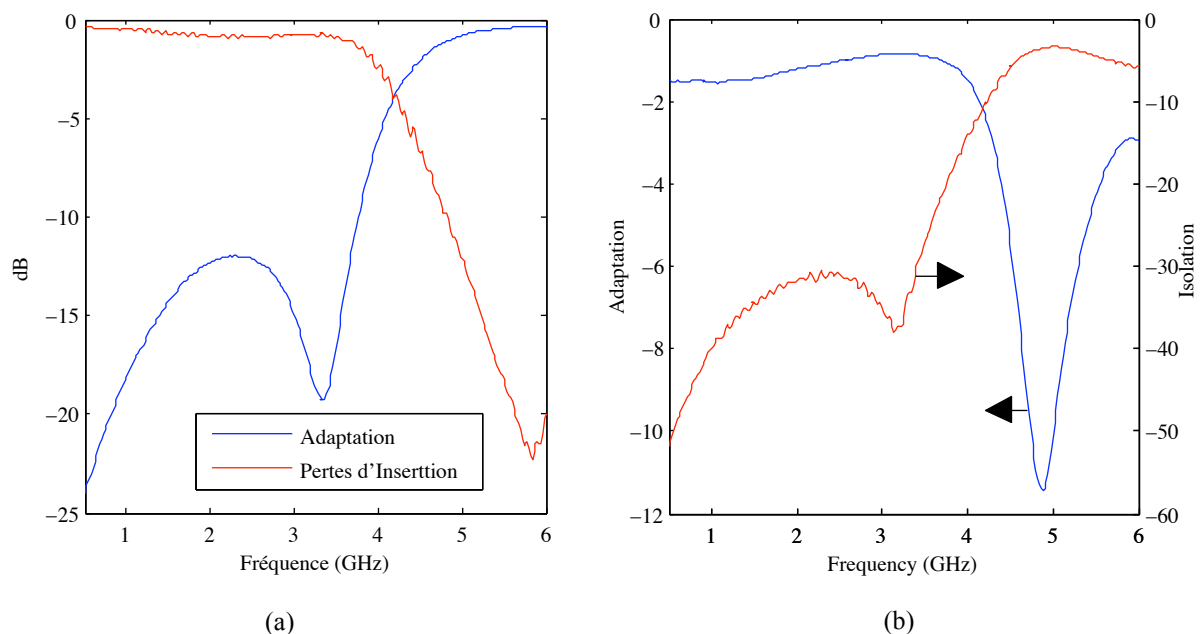 0
−5
−10
−15
−20
−25
dB
1 2 3 4 5 6
Fréquence (GHz)
Adaptation
Pertes d’Inserttion
(a)
0
−2
−4
−6
−8
−10
−12
Adaptation
0
−10
−20
−30
−40
−50
−60
Isolation
1 2 3 4 5 6
Frequency (GHz)
(b)